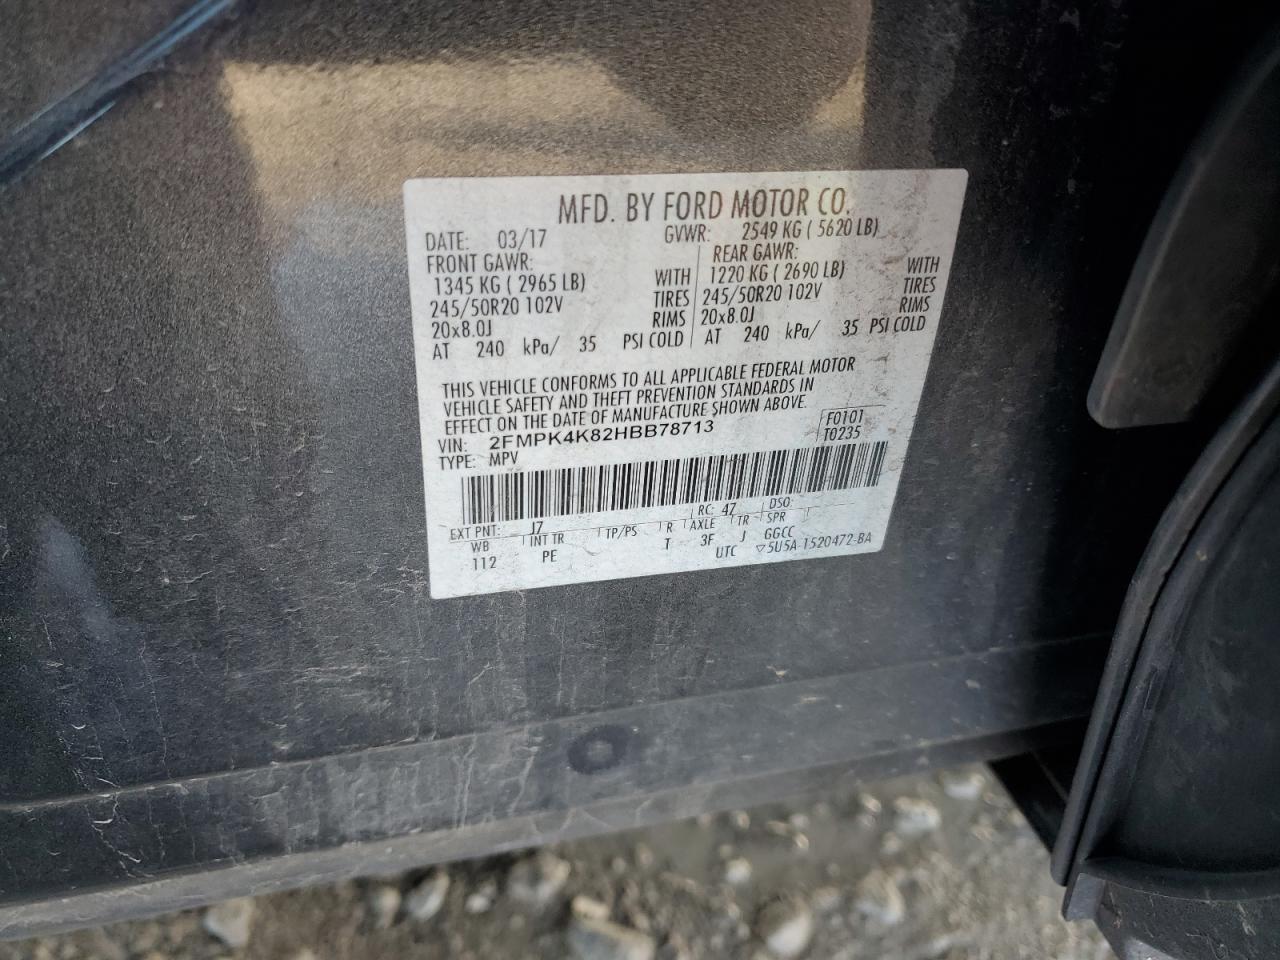 MFD. BY FORD MOTOR CO.
DATE: 03/17 GVWR: 2549 KG ( 5620 LB)
FRONT GAWR: REAR GAWR:
1345 KG ( 2965 LB) WITH 1220 KG ( 2690 LB) WITH
245/50R20 102V TIRES 245/50R20 102V TIRES
20x8.0J RIMS 20x8.0J RIMS
AT 240 kPa/ 35 PSI COLD AT 240 kPa/ 35 PSI COLD
THIS VEHICLE CONFORMS TO ALL APPLICABLE FEDERAL MOTOR
VEHICLE SAFETY AND THEFT PREVENTION STANDARDS IN
EFFECT ON THE DATE OF MANUFACTURE SHOWN ABOVE.
VIN: 2FMPK4K82HBB78713 F0101
TYPE: MPV T0235
EXT PNT: J7 RC: 47 DSO:
WB INT TR TP/PS R AXLE TR SPR
112 PE T 3F J GGCC
UTC ▽5U5A-1520472-BA